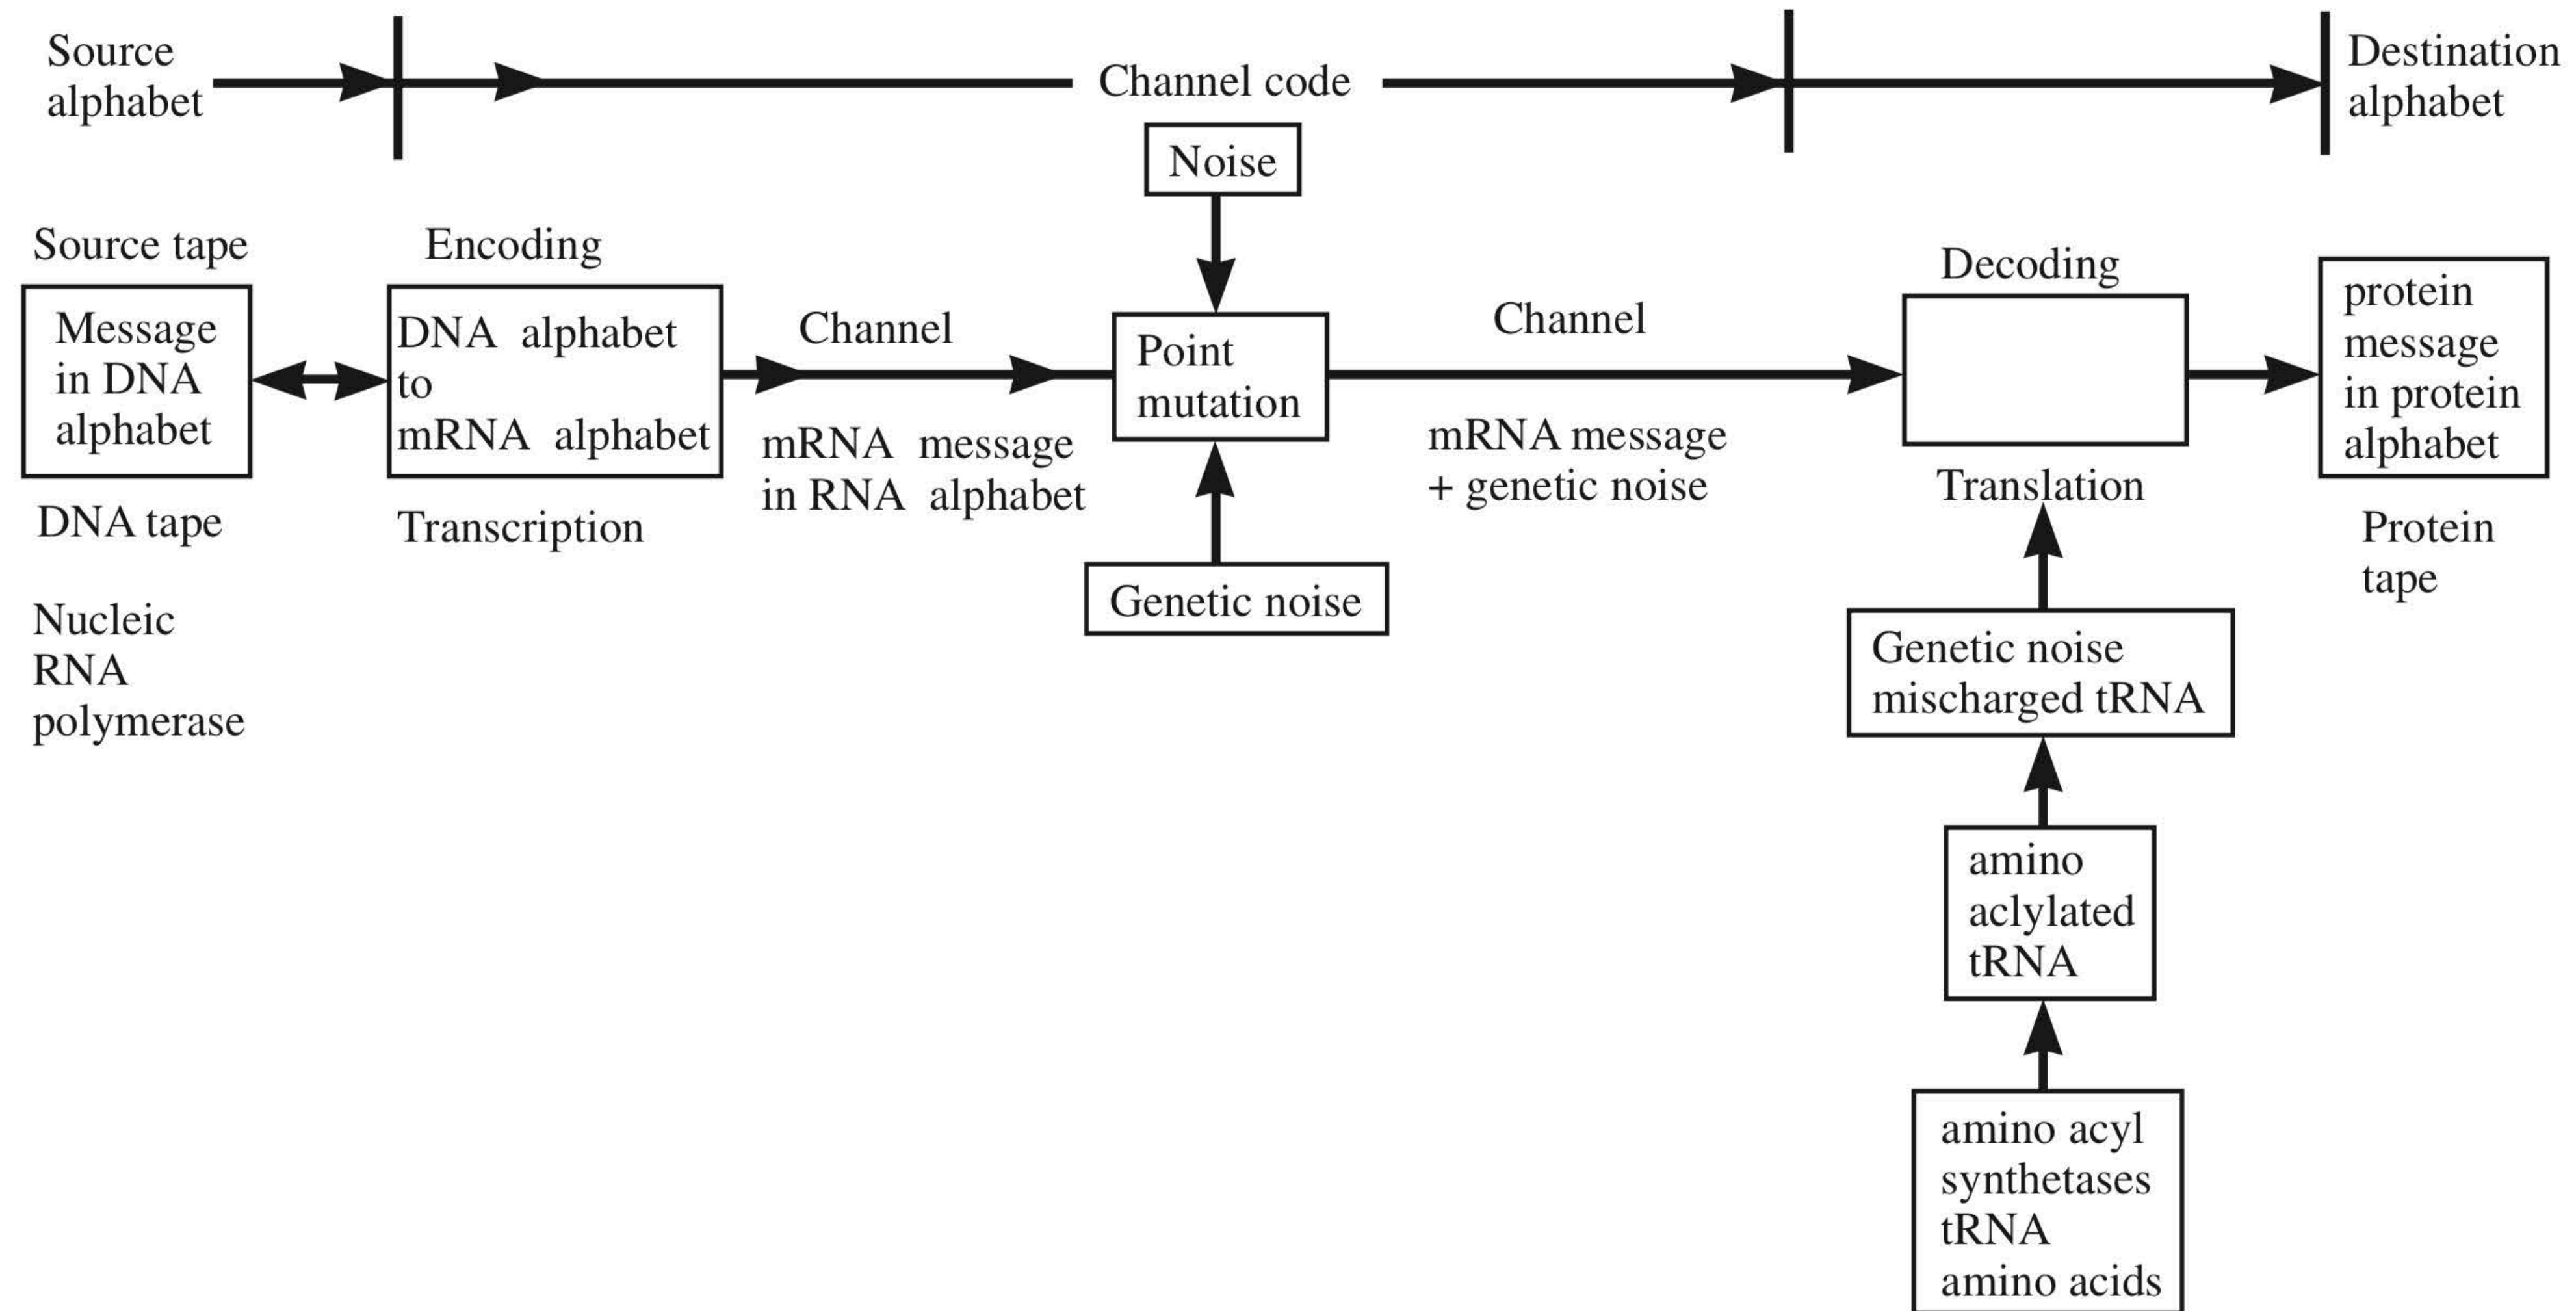 Source
alphabet
Channel code
Destination
alphabet
Noise
Source tape
Message
in DNA
alphabet
DNA tape
Nucleic
RNA
polymerase
Encoding
DNA alphabet
to
mRNA alphabet
Transcription
Channel
mRNA message
in RNA alphabet
Point
mutation
Genetic noise
Channel
mRNA message
+ genetic noise
Decoding
Translation
Genetic noise
mischarged tRNA
amino
aclylated
tRNA
amino acyl
synthetases
tRNA
amino acids
protein
message
in protein
alphabet
Protein
tape